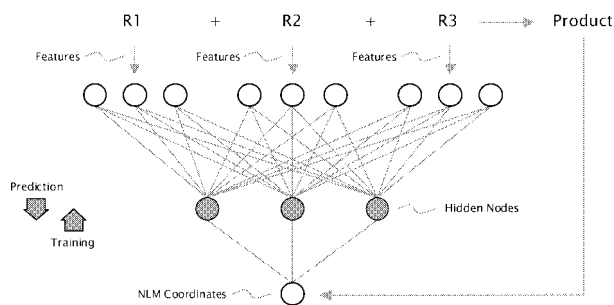 R1 + R2 + R3 Product
Features Features Features
Prediction
Training
Hidden Nodes
NLM Coordinates